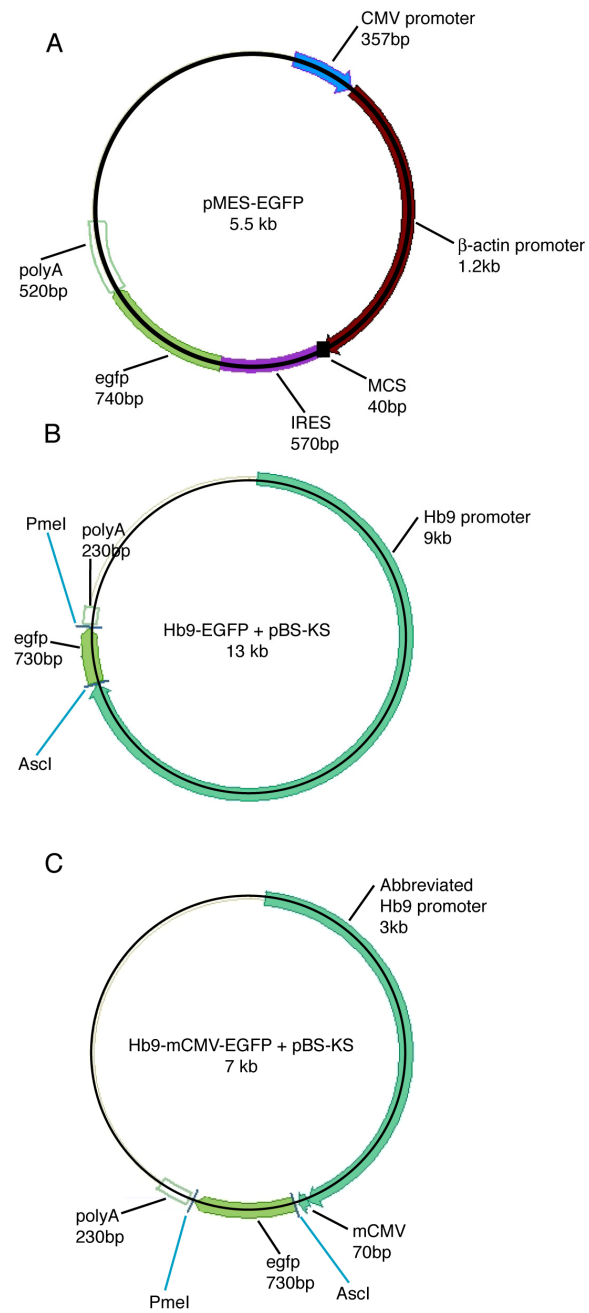 A
CMV promoter
357bp
pMES-EGFP
5.5 kb
β-actin promoter
1.2kb
polyA
520bp
egfp
740bp
MCS
40bp
IRES
570bp
B
PmeI
polyA
230bp
Hb9 promoter
9kb
Hb9-EGFP + pBS-KS
13 kb
egfp
730bp
AscI
C
Abbreviated
Hb9 promoter
3kb
Hb9-mCMV-EGFP + pBS-KS
7 kb
polyA
230bp
mCMV
70bp
egfp
730bp
AscI
PmeI